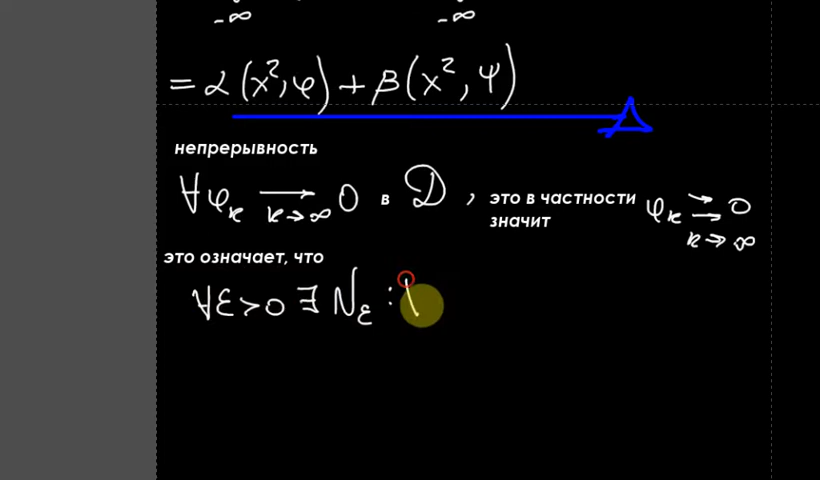 -∞ -∞
= α(x², φ) + β(x², ψ)
непрерывность
∀φₖ ⟶ 0 в 𝒟, это в частности значит φₖ ⇉ 0
k→∞ k→∞
это означает, что
∀ε>0 ∃ N_ε :